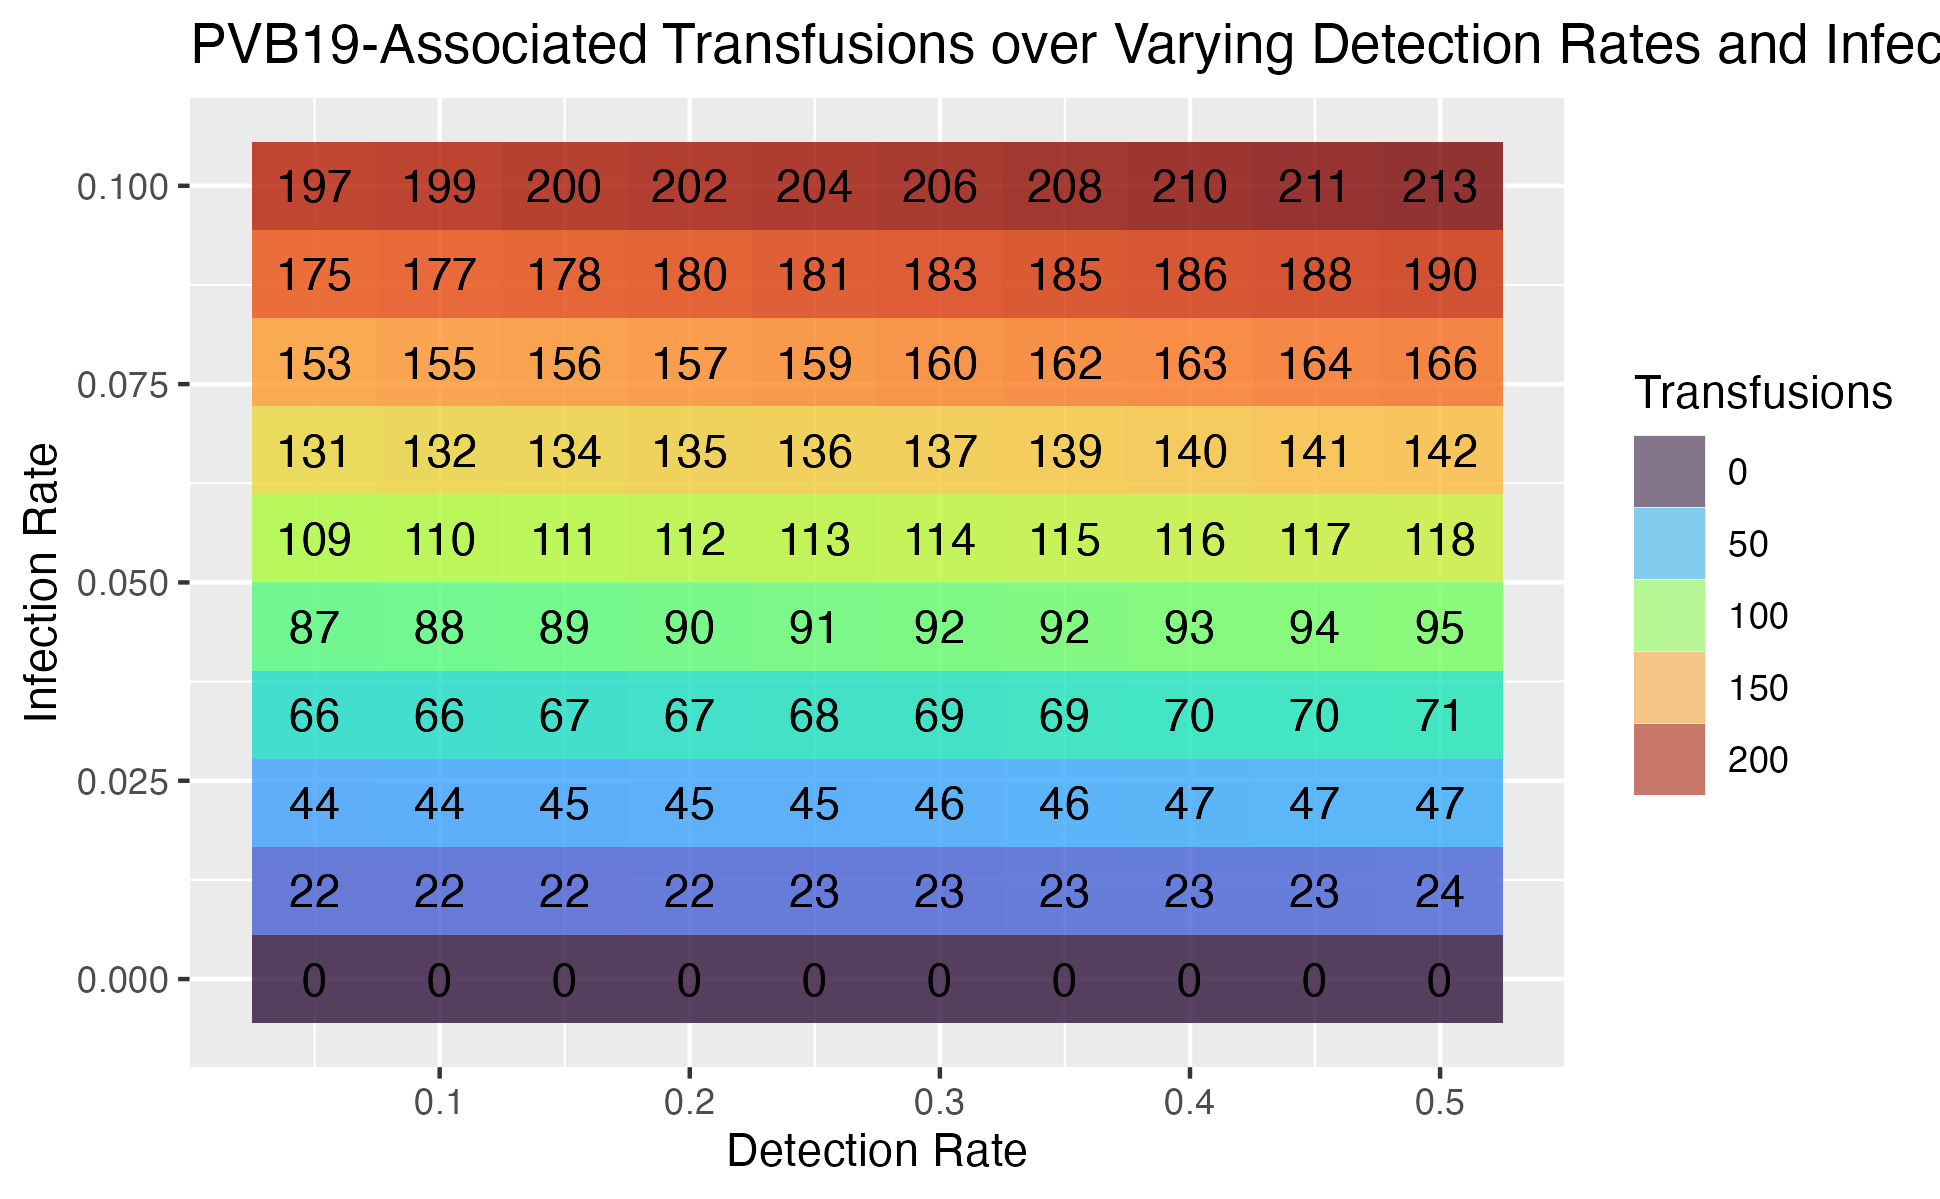 PVB19-Associated Transfusions over Varying Detection Rates and Infec
0.100
197 199 200 202 204 206 208 210 211 213
175 177 178 180 181 183 185 186 188 190
0.075
153 155 156 157 159 160 162 163 164 166
131 132 134 135 136 137 139 140 141 142
109 110 111 112 113 114 115 116 117 118
0.050
87 88 89 90 91 92 92 93 94 95
66 66 67 67 68 69 69 70 70 71
0.025
44 44 45 45 45 46 46 47 47 47
22 22 22 22 23 23 23 23 23 24
0.000
0 0 0 0 0 0 0 0 0 0
Infection Rate
0.1 0.2 0.3 0.4 0.5
Detection Rate
Transfusions
0
50
100
150
200